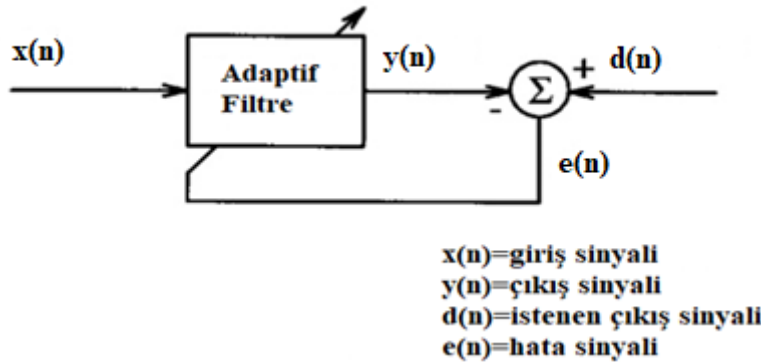 x(n)
Adaptif
Filtre
y(n)
Σ
+
-
d(n)
e(n)
x(n)=giriş sinyali
y(n)=çıkış sinyali
d(n)=istenen çıkış sinyali
e(n)=hata sinyali